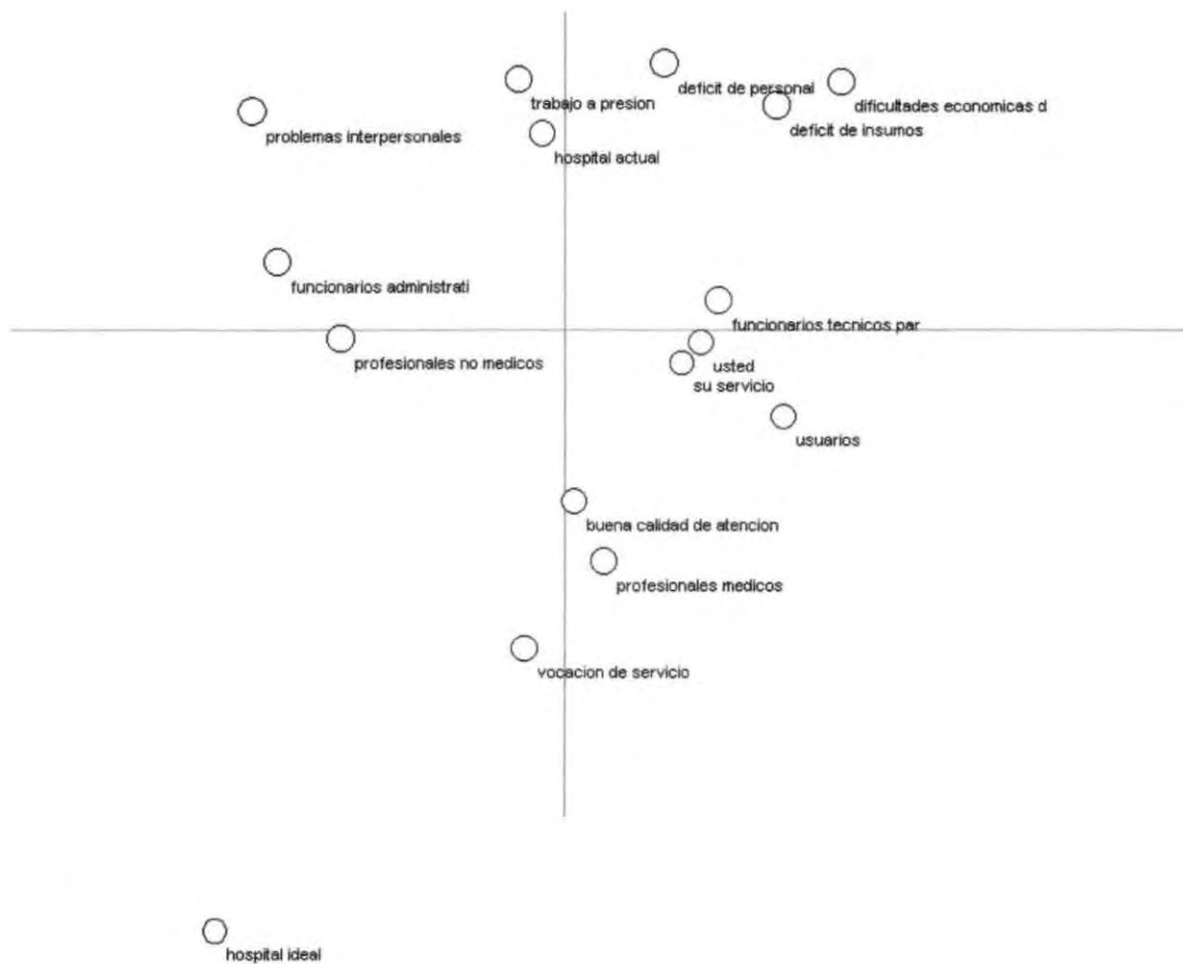 deficit de personal
trabajo a presion
dificultades economicas d
deficit de insumos
problemas interpersonales
hospital actual
funcionarios administrati
funcionarios tecnicos par
profesionales no medicos
usted
su servicio
usuarios
buena calidad de atencion
profesionales medicos
vocacion de servicio
hospital ideal